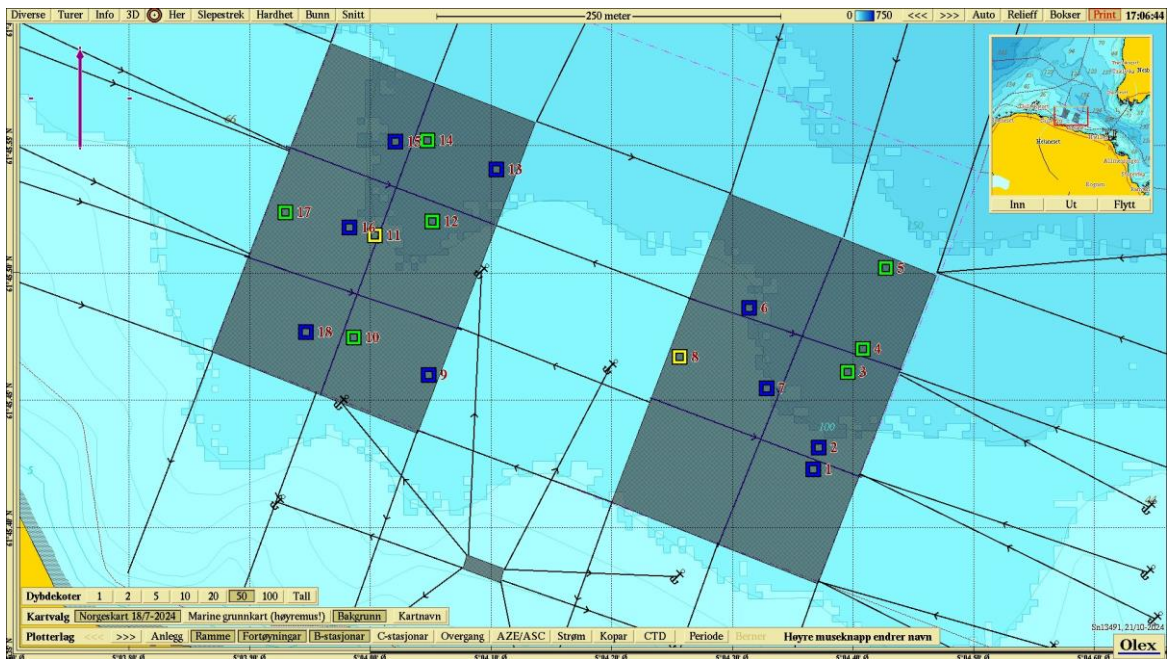 Diverse Turer Info 3D Her Slepestrek Hardhet Bunn Snitt 250 meter 0 750 <<< >>> Auto Relieff Bokser Print 17:06:44
66
15 14
13
17
16 11 12
150
5
6
18 10
4
8
3
9
7
100
2
1
5
Inn Ut Flytt
Dybdekoter 1 2 5 10 20 50 100 Tall
Kartvalg Norgeskart 18/7-2024 Marine grunnkart (høyremus!) Bakgrunn Kartnavn
Plotterlag <<< >>> Anlegg Ramme Fortøyningar B-stasjonar C-stasjonar Overgang AZE/ASC Strøm Kopar CTD Periode Berner Høyre museknapp endrer navn
Sn13491, 21/10-2024
Olex